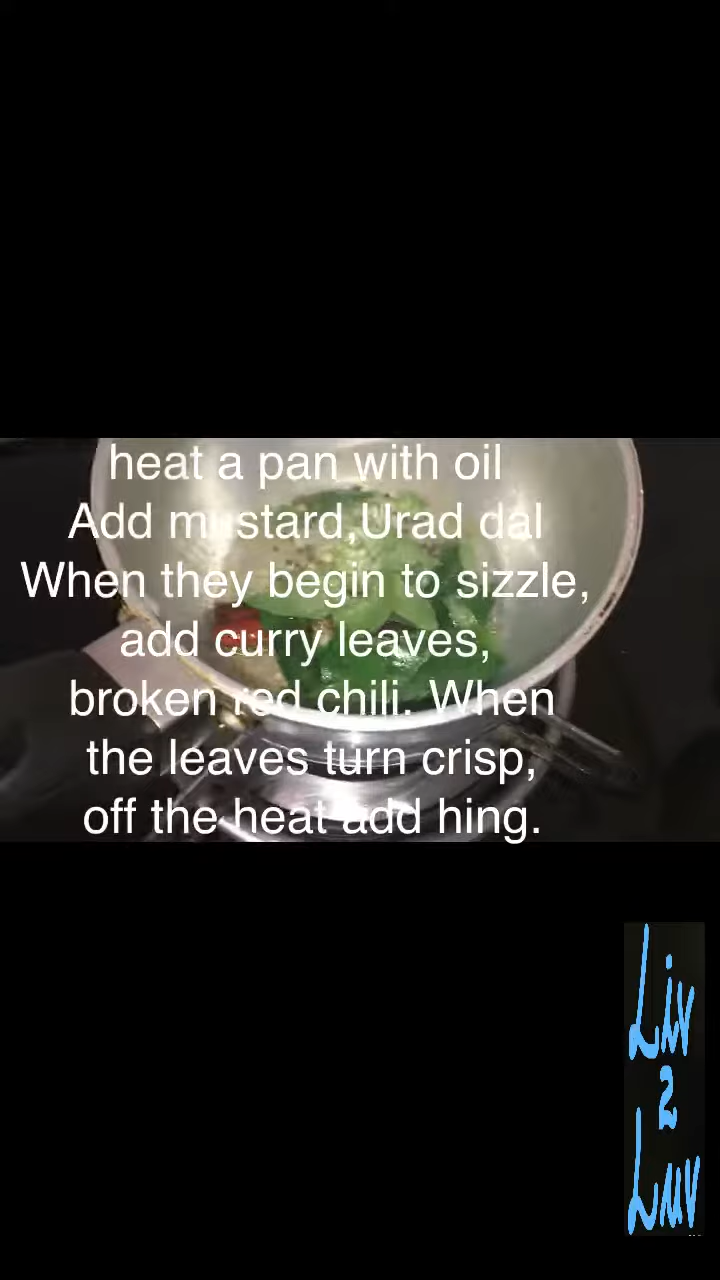 heat a pan with oil
Add mustard,Urad dal
When they begin to sizzle,
add curry leaves,
broken red chili. When
the leaves turn crisp,
off the heat add hing.
Liv
2
Luv